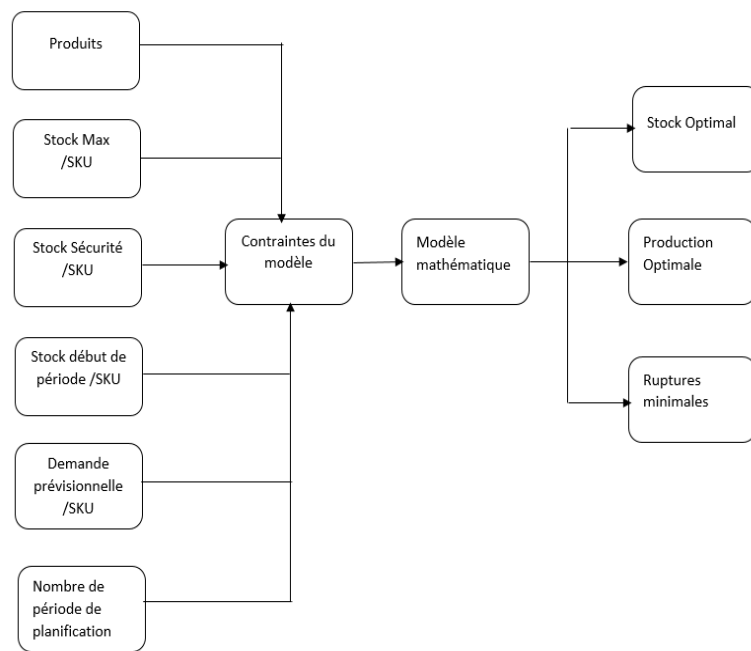 Produits
Stock Max
/SKU
Stock Sécurité
/SKU
Stock début de
période /SKU
Demande
prévisionnelle
/SKU
Nombre de
période de
planification
Contraintes du
modèle
Modèle
mathématique
Stock Optimal
Production
Optimale
Ruptures
minimales